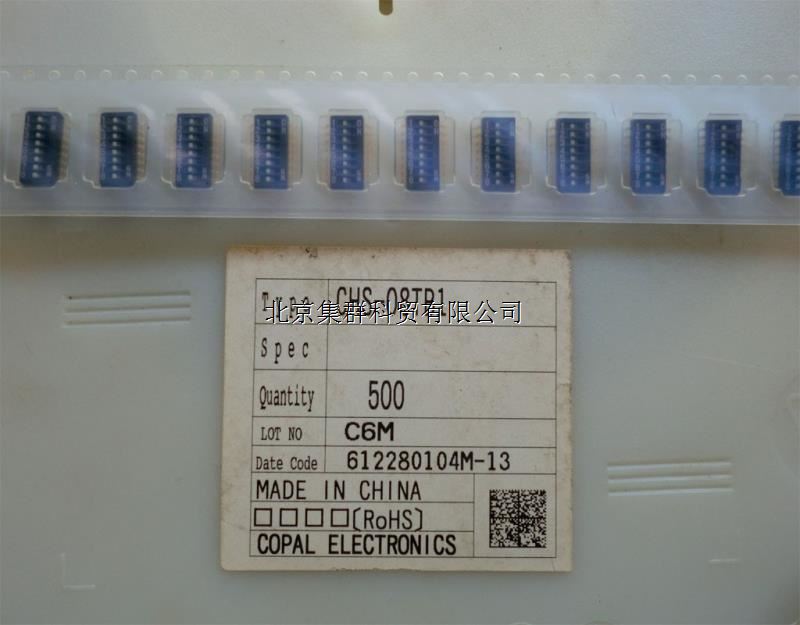 Type CHS-08TB1
北京集群科贸有限公司
Spec
Quantity 500
LOT NO C6M
Date Code 612280104M-13
MADE IN CHINA
□□□□(RoHS)
COPAL ELECTRONICS